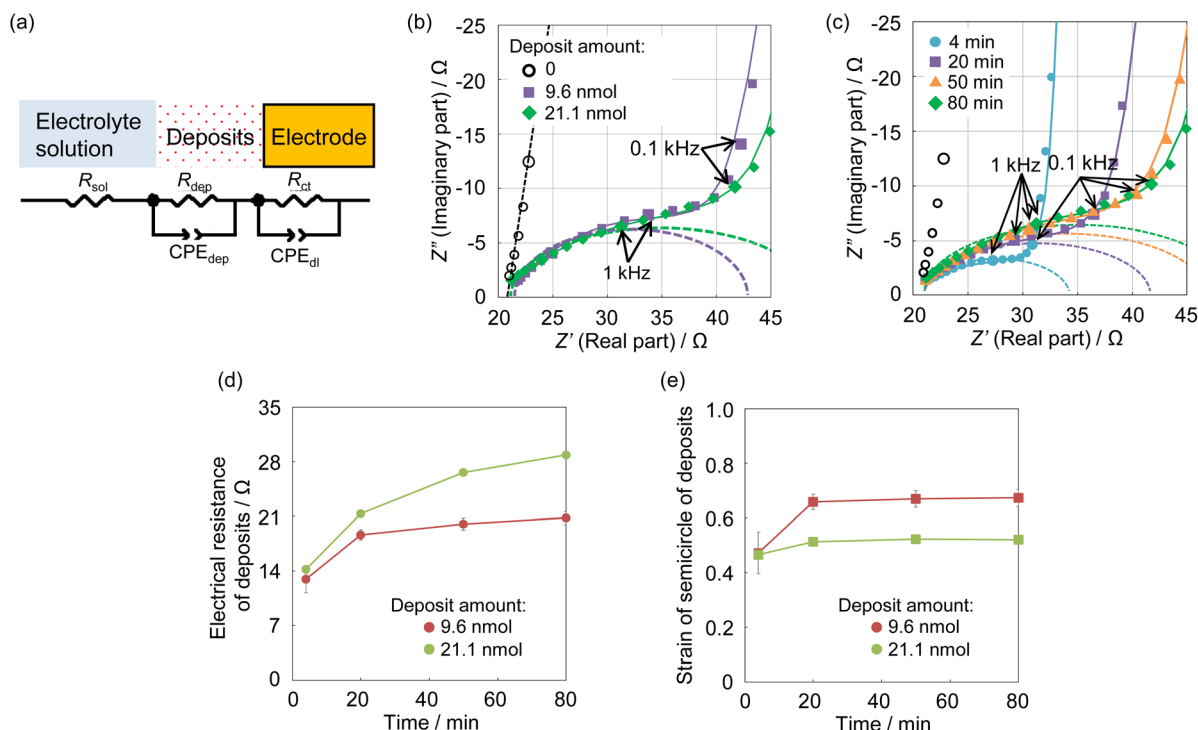 (a)
Electrolyte
solution
Deposits
Electrode
Rsol
Rdep
Rct
CPEdep
CPEdl
(b)
Deposit amount:
0
9.6 nmol
21.1 nmol
0.1 kHz
1 kHz
Z″ (Imaginary part) / Ω
-25
-20
-15
-10
-5
0
20 25 30 35 40 45
Z′ (Real part) / Ω
(c)
4 min
20 min
50 min
80 min
1 kHz
0.1 kHz
Z″ (Imaginary part) / Ω
-25
-20
-15
-10
-5
0
20 25 30 35 40 45
Z′ (Real part) / Ω
(d)
Electrical resistance
of deposits / Ω
35
28
21
14
7
0
Deposit amount:
9.6 nmol
21.1 nmol
0 20 40 60 80
Time / min
(e)
Strain of semicircle of deposits
1.0
0.8
0.6
0.4
0.2
0
Deposit amount:
9.6 nmol
21.1 nmol
0 20 40 60 80
Time / min